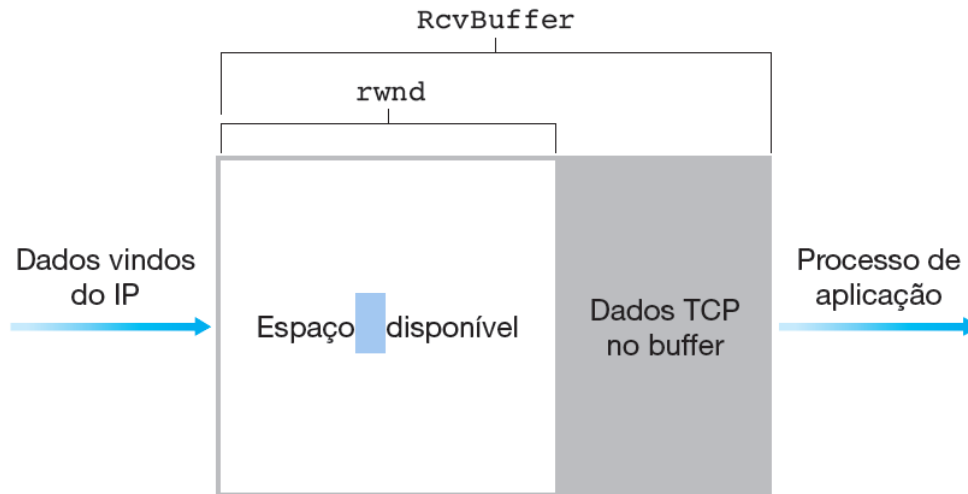 RcvBuffer
rwnd
Dados vindos
do IP
Espaço disponível
Dados TCP
no buffer
Processo de
aplicação